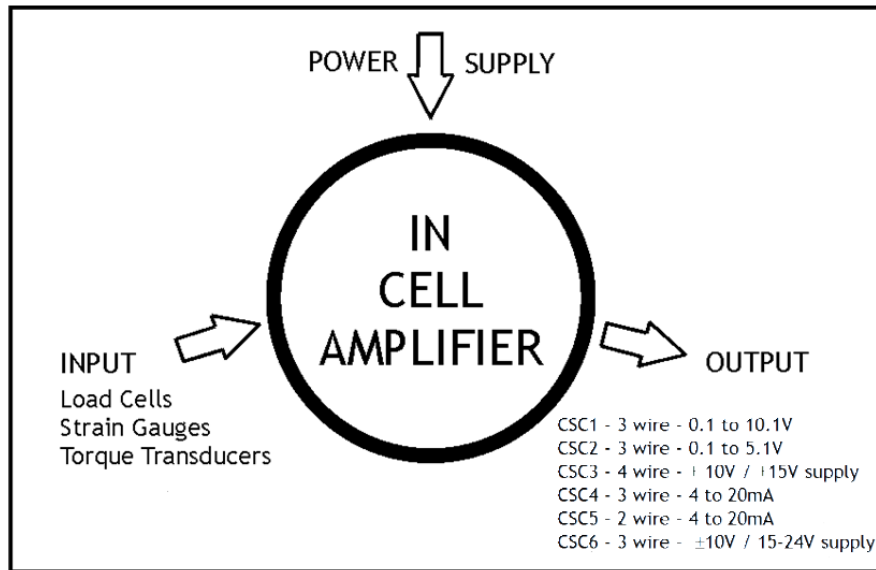 POWER SUPPLY
IN
CELL
AMPLIFIER
INPUT
Load Cells
Strain Gauges
Torque Transducers
OUTPUT
CSC1 - 3 wire - 0.1 to 10.1V
CSC2 - 3 wire - 0.1 to 5.1V
CSC3 - 4 wire - 10V / 15V supply
CSC4 - 3 wire - 4 to 20mA
CSC5 - 2 wire - 4 to 20mA
CSC6 - 3 wire - ±10V / 15-24V supply